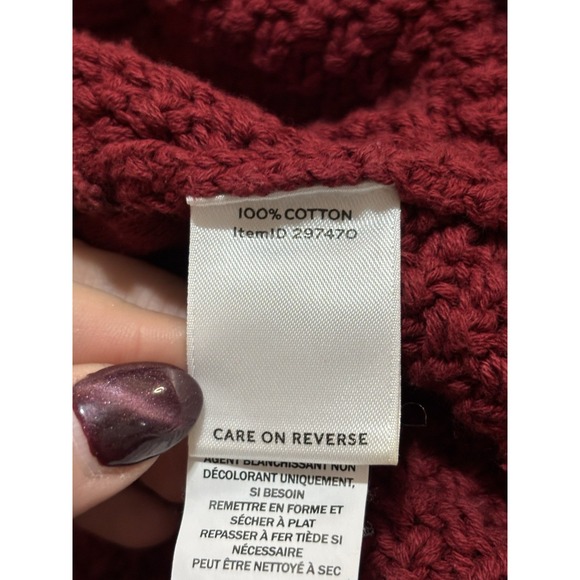 100% COTTON
ItemID 297470
CARE ON REVERSE
AGENT BLANCHISSANT NON
DÉCOLORANT UNIQUEMENT,
SI BESOIN
REMETTRE EN FORME ET
SÉCHER À PLAT
REPASSER À FER TIÈDE SI
NÉCESSAIRE
PEUT ÊTRE NETTOYÉ À SEC